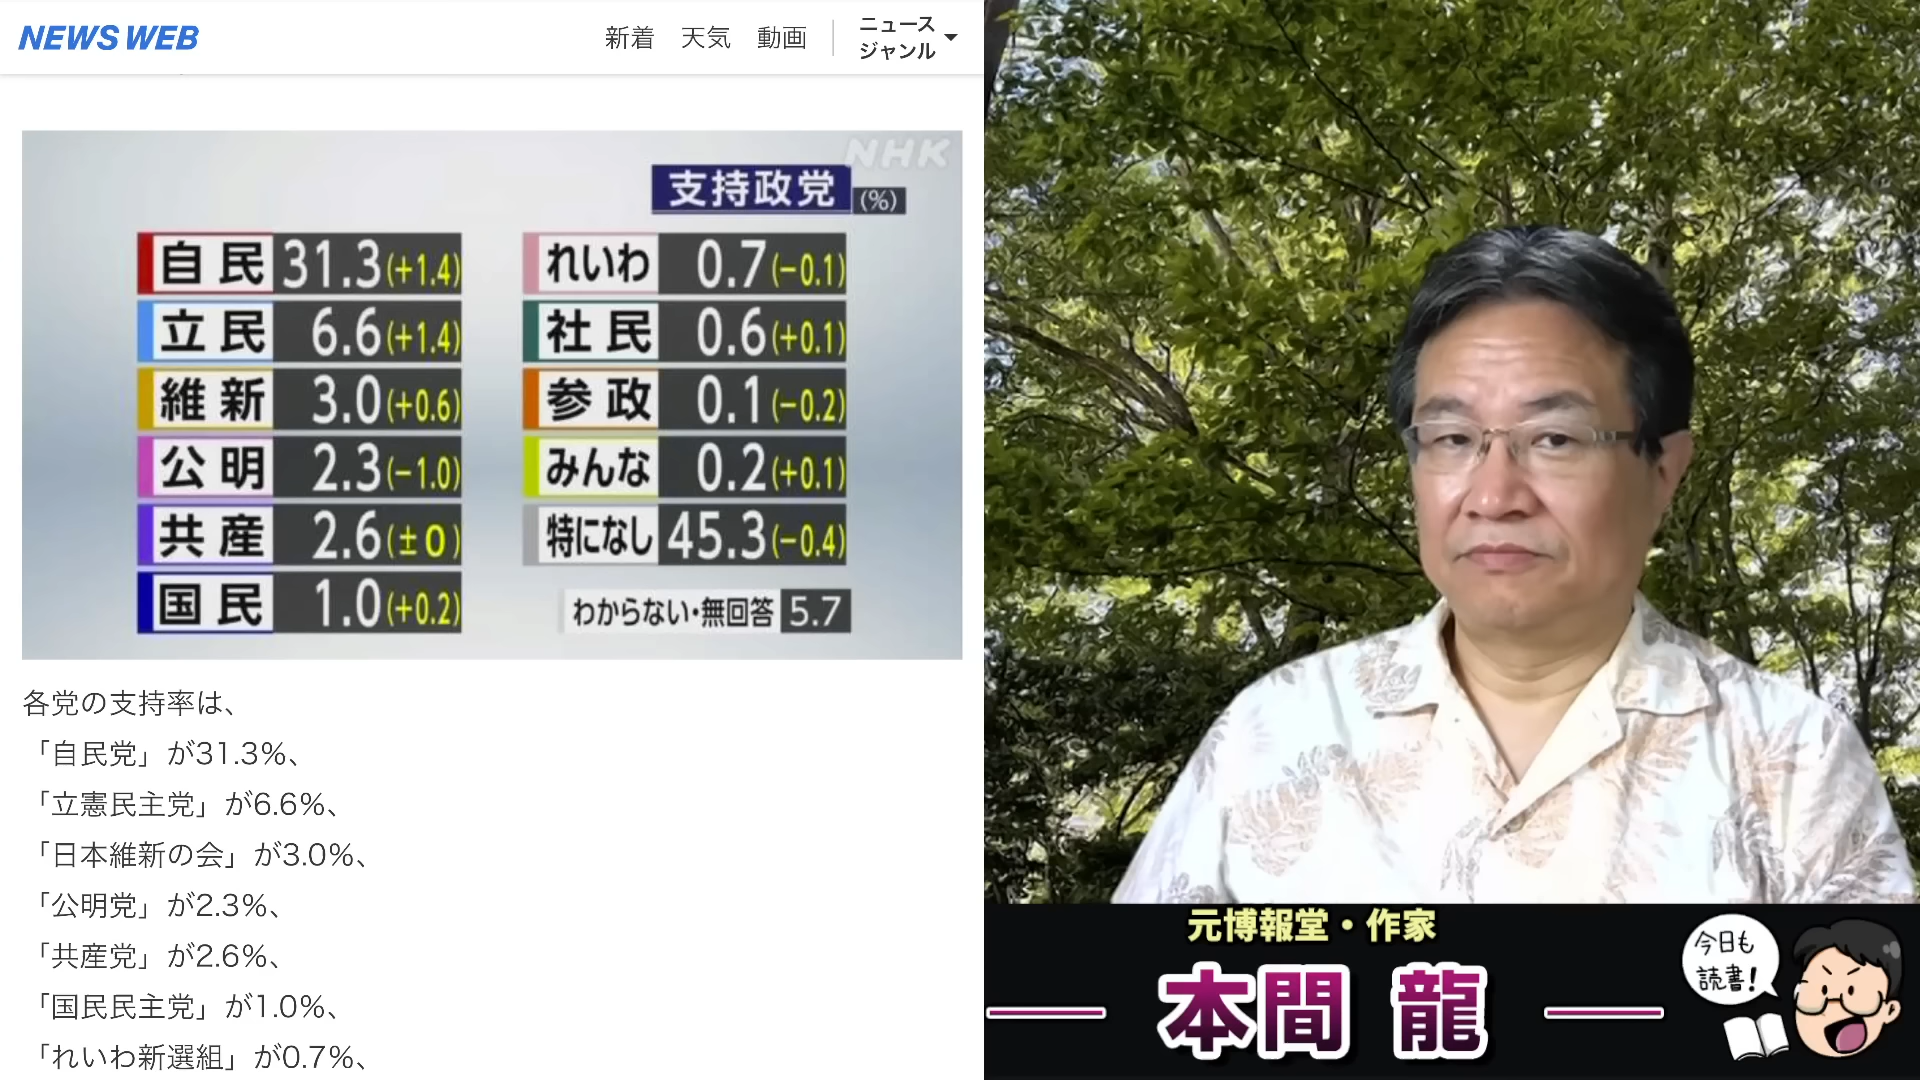 NEWS WEB
新着 天気 動画 ニュース
ジャンル
NHK
支持政党 (%)
自民 31.3(+1.4)
立民 6.6(+1.4)
維新 3.0(+0.6)
公明 2.3(-1.0)
共産 2.6(±0)
国民 1.0(+0.2)
れいわ 0.7(-0.1)
社民 0.6(+0.1)
参政 0.1(-0.2)
みんな 0.2(+0.1)
特になし 45.3(-0.4)
わからない・無回答 5.7
各党の支持率は、
「自民党」が31.3%、
「立憲民主党」が6.6%、
「日本維新の会」が3.0%、
「公明党」が2.3%、
「共産党」が2.6%、
「国民民主党」が1.0%、
「れいわ新選組」が0.7%、
元博報堂・作家
本間 龍
今日も
読書!